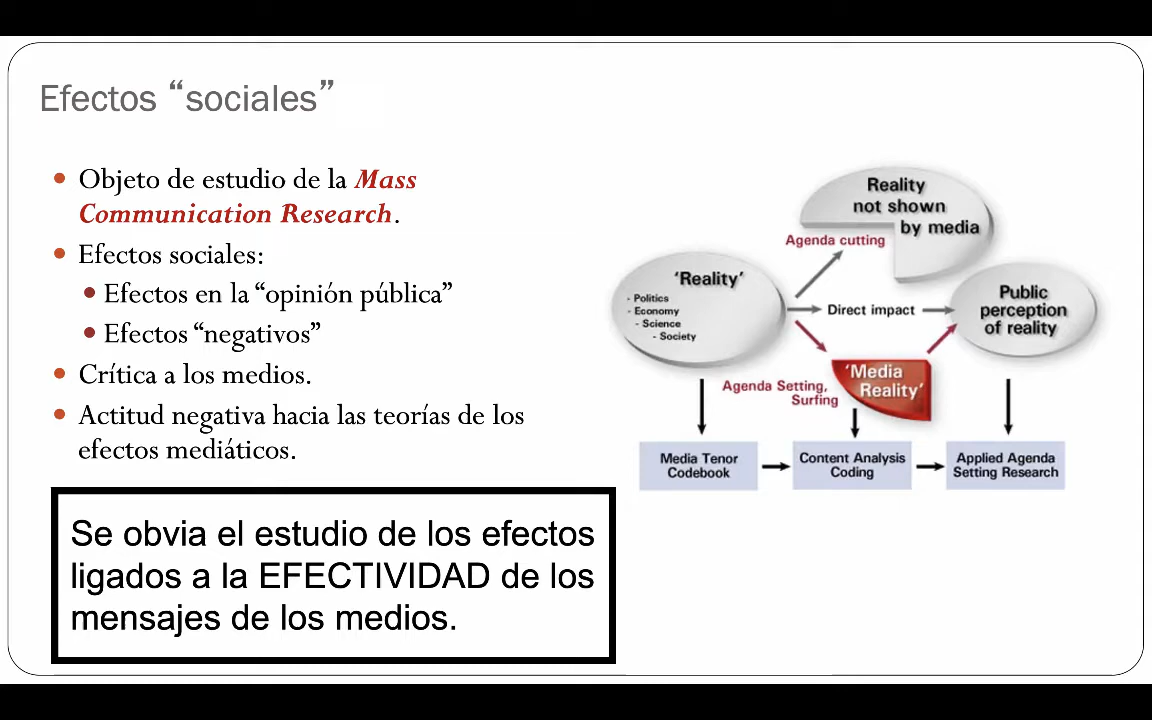 Efectos “sociales”
• Objeto de estudio de la Mass
Communication Research.
• Efectos sociales:
• Efectos en la “opinión pública”
• Efectos “negativos”
• Crítica a los medios.
• Actitud negativa hacia las teorías de los
efectos mediáticos.
Se obvia el estudio de los efectos
ligados a la EFECTIVIDAD de los
mensajes de los medios.
Reality
not shown
by media
Agenda cutting
‘Reality’
- Politics
- Economy
- Science
- Society
Direct impact
Public
perception
of reality
Agenda Setting,
Surfing
‘Media
Reality’
Media Tenor
Codebook
Content Analysis
Coding
Applied Agenda
Setting Research